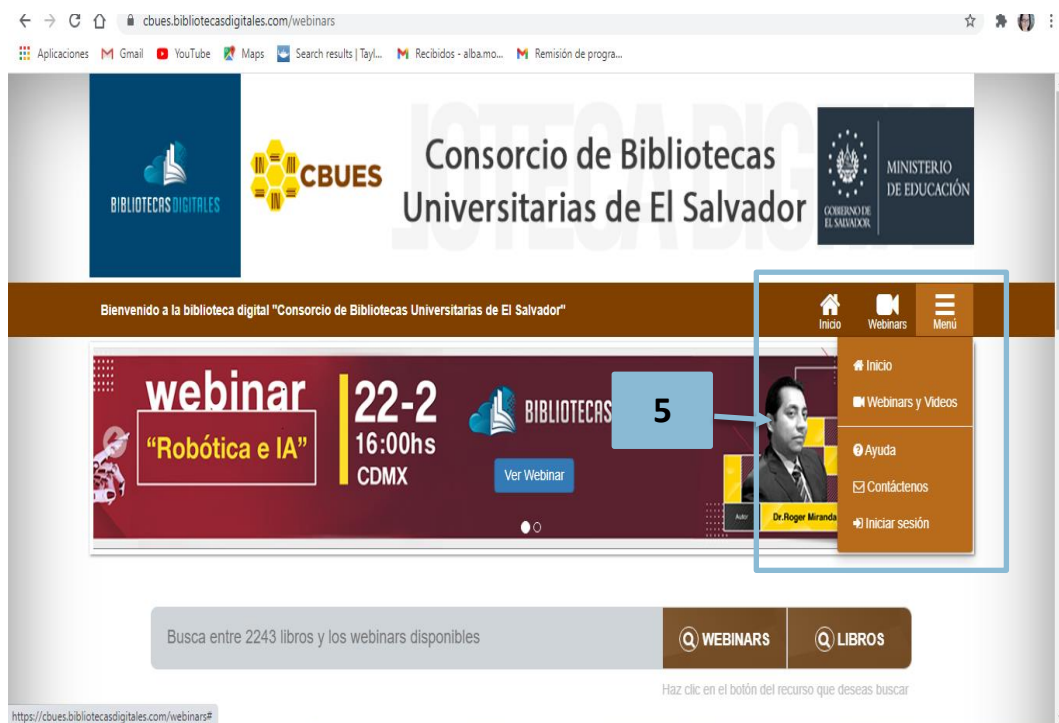 cbues.bibliotecasdigitales.com/webinars
Aplicaciones Gmail YouTube Maps Search results | Tayl... Recibidos - alba.mo... Remisión de progra...
BIBLIOTECAS DIGITALES
CBUES
Consorcio de Bibliotecas
Universitarias de El Salvador
GOBIERNO DE
EL SALVADOR
MINISTERIO
DE EDUCACIÓN
Bienvenido a la biblioteca digital "Consorcio de Bibliotecas Universitarias de El Salvador"
Inicio Webinars Menú
Inicio
Webinars y Videos
Ayuda
Contáctenos
Iniciar sesión
webinar
"Robótica e IA"
22-2
16:00hs
CDMX
BIBLIOTECAS
Ver Webinar
5
Autor Dr.Roger Miranda
Busca entre 2243 libros y los webinars disponibles
WEBINARS LIBROS
Haz clic en el botón del recurso que deseas buscar
https://cbues.bibliotecasdigitales.com/webinars#